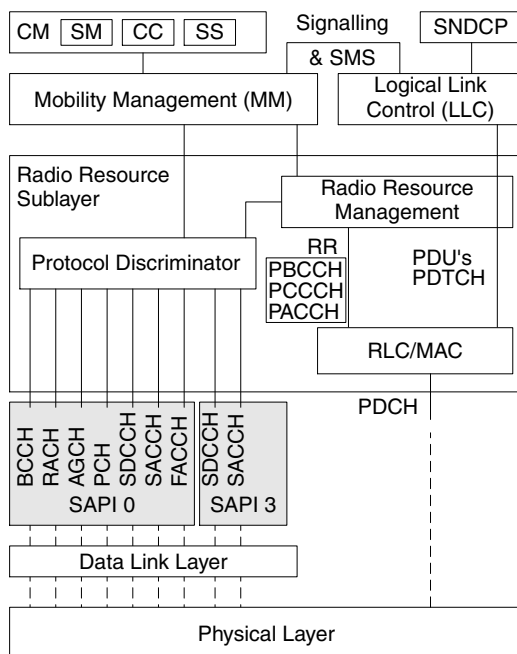 CM SM CC SS
Signalling
& SMS
SNDCP
Mobility Management (MM)
Logical Link
Control (LLC)
Radio Resource
Sublayer
Radio Resource
Management
Protocol Discriminator
RR
PBCCH
PCCCH
PACCH
PDU's
PDTCH
RLC/MAC
PDCH
BCCH
RACH
AGCH
PCH
SDCCH
SACCH
FACCH
SDCCH
SACCH
SAPI 0
SAPI 3
Data Link Layer
Physical Layer